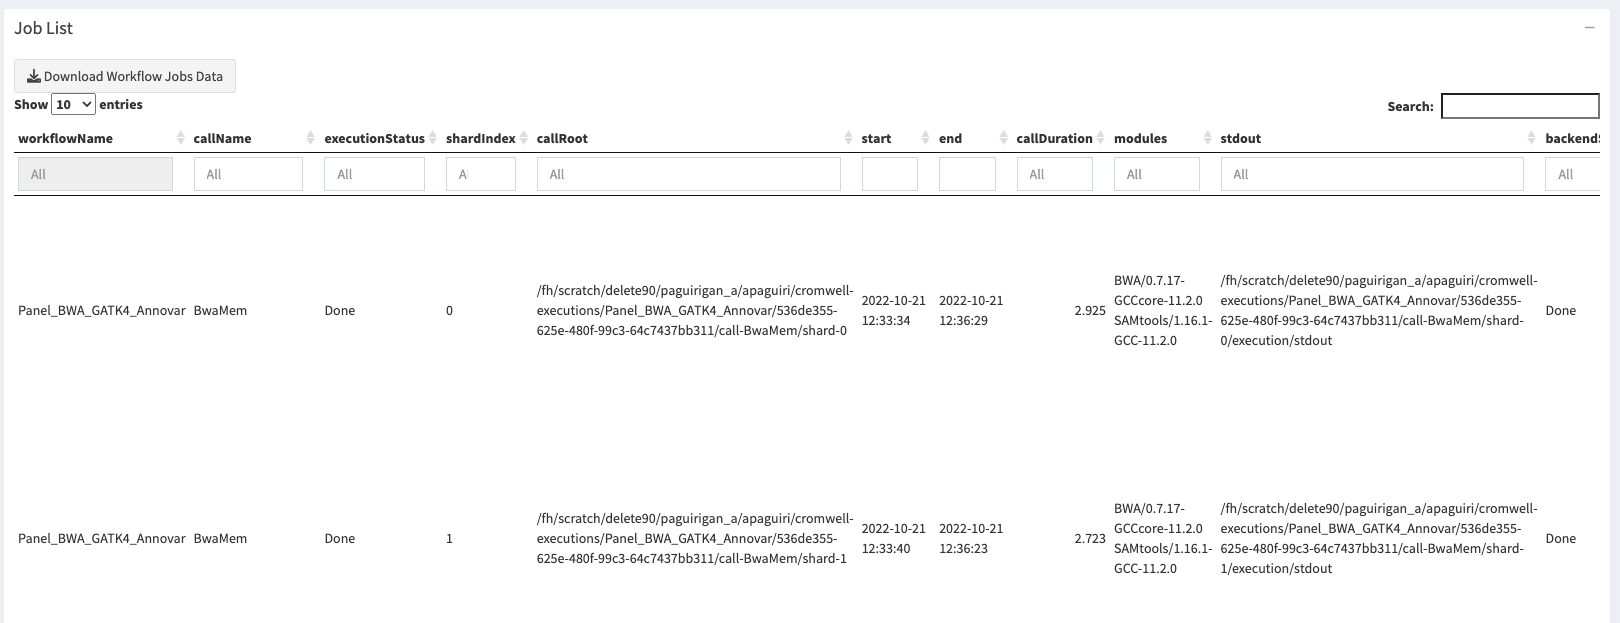 Job List
Download Workflow Jobs Data
Show 10 entries
Search:
workflowName callName executionStatus shardIndex callRoot start end callDuration modules stdout backendS
All All All Al All All All All All
/fh/scratch/delete90/paguirigan_a/apaguiri/cromwell-
executions/Panel_BWA_GATK4_Annovar/536de355-
625e-480f-99c3-64c7437bb311/call-BwaMem/shard-0
Panel_BWA_GATK4_Annovar BwaMem Done 0
2022-10-21
12:33:34
2022-10-21
12:36:29
2.925
BWA/0.7.17-
GCCcore-11.2.0
SAMtools/1.16.1-
GCC-11.2.0
/fh/scratch/delete90/paguirigan_a/apaguiri/cromwell-
executions/Panel_BWA_GATK4_Annovar/536de355-
625e-480f-99c3-64c7437bb311/call-BwaMem/shard-
0/execution/stdout
Done
Panel_BWA_GATK4_Annovar BwaMem Done 1
/fh/scratch/delete90/paguirigan_a/apaguiri/cromwell-
executions/Panel_BWA_GATK4_Annovar/536de355-
625e-480f-99c3-64c7437bb311/call-BwaMem/shard-1
2022-10-21
12:33:40
2022-10-21
12:36:23
2.723
BWA/0.7.17-
GCCcore-11.2.0
SAMtools/1.16.1-
GCC-11.2.0
/fh/scratch/delete90/paguirigan_a/apaguiri/cromwell-
executions/Panel_BWA_GATK4_Annovar/536de355-
625e-480f-99c3-64c7437bb311/call-BwaMem/shard-
1/execution/stdout
Done